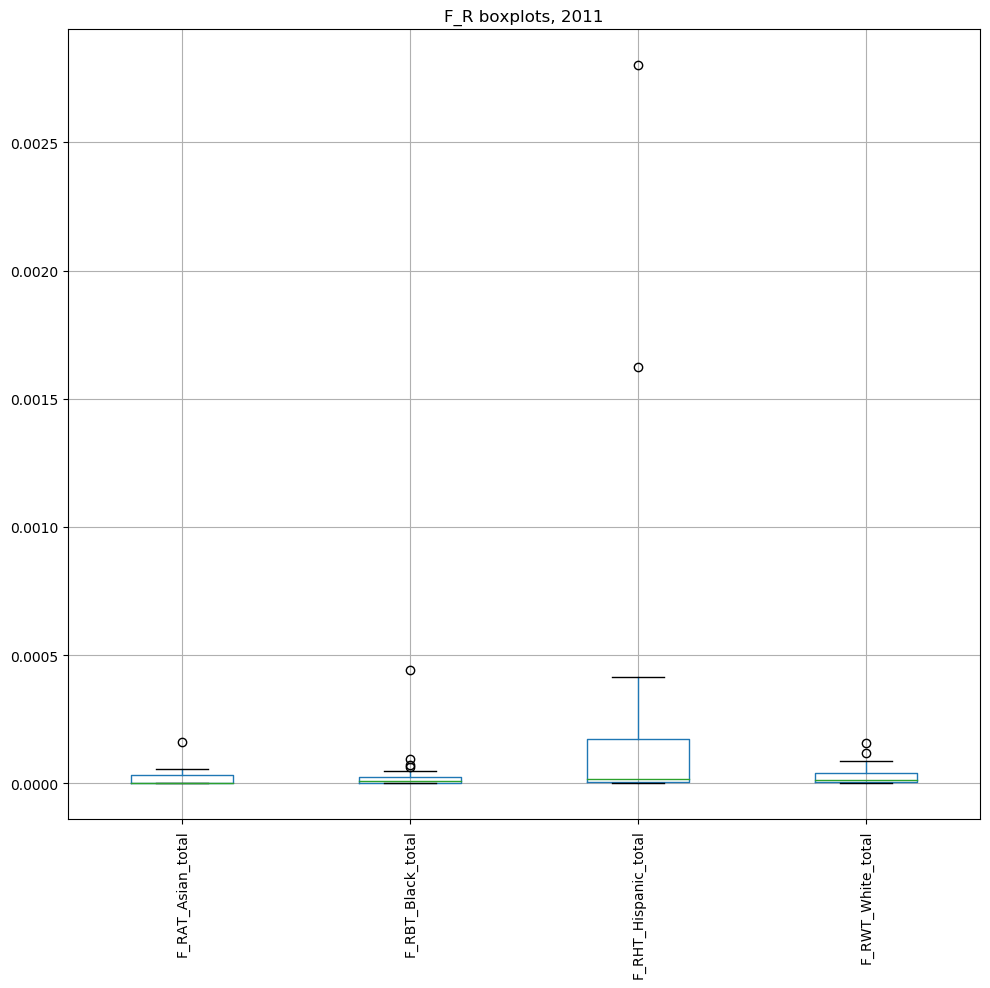 F_R boxplots, 2011
0.0025
0.0020
0.0015
0.0010
0.0005
0.0000
F_RAT_Asian_total
F_RBT_Black_total
F_RHT_Hispanic_total
F_RWT_White_total